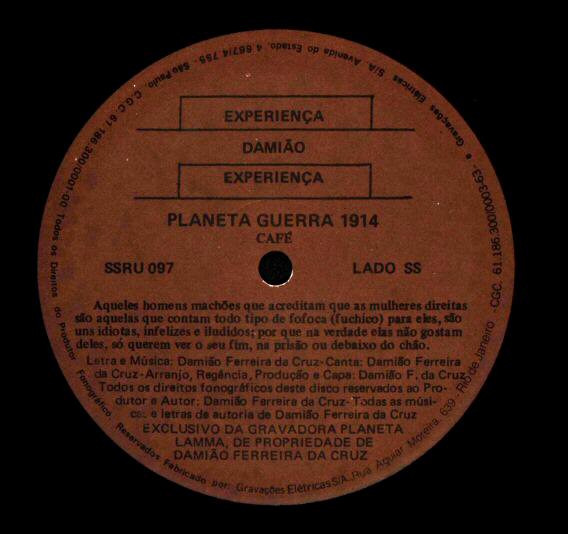 EXPERIENÇA
DAMIÃO
EXPERIENÇA
PLANETA GUERRA 1914
CAFÉ
SSRU 097
LADO SS
Aqueles homens machões que acreditam que as mulheres direitas
são aquelas que contam todo tipo de fofoca (fuchico) para eles, são
uns idiotas, infelizes e iludidos; por que na verdade elas não gostam
deles, só querem ver o seu fim, na prisão ou debaixo do chão.
Letra e Música: Damião Ferreira da Cruz-Canta: Damião Ferreira
da Cruz-Arranjo, Regência, Produção e Capa: Damião F. da Cruz
Todos os direitos fonográficos deste disco reservados ao Pro-
dutor e Autor: Damião Ferreira da Cruz-Todas as músi-
cas e letras de autoria de Damião Ferreira da Cruz
EXCLUSIVO DA GRAVADORA PLANETA
LAMMA, DE PROPRIEDADE DE
DAMIÃO FERREIRA DA CRUZ
Todos os Direitos do Produtor Fonográfico. Reservados Fabricado por: Gravações Elétricas S/A. Rua Aguiar Moreira, 639 - Rio de Janeiro - CGC. 61.186.300/0003-63- e Gravações Elétricas S/A. Avenida do Estado, 4 667/4 755 - São Paulo. C.G.C. 61.186.300/0001-00